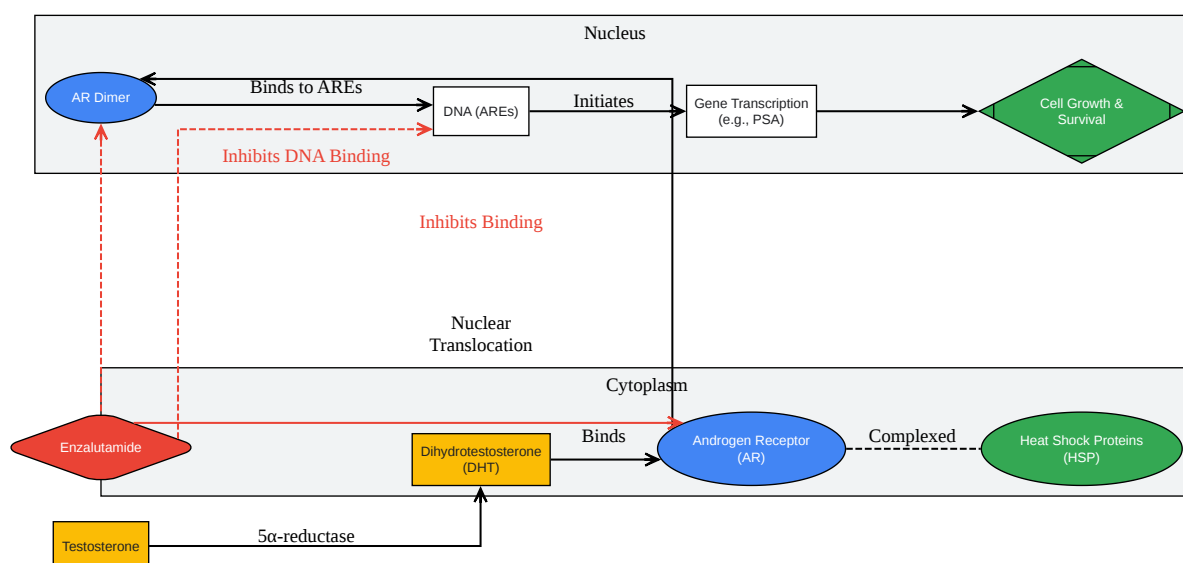 Nucleus
AR Dimer
Binds to AREs
DNA (AREs)
Initiates
Gene Transcription
(e.g., PSA)
Cell Growth &
Survival
Inhibits DNA Binding
Inhibits Binding
Nuclear
Translocation
Cytoplasm
Enzalutamide
Dihydrotestosterone
(DHT)
Binds
Androgen Receptor
(AR)
Complexed
Heat Shock Proteins
(HSP)
Testosterone
5α-reductase